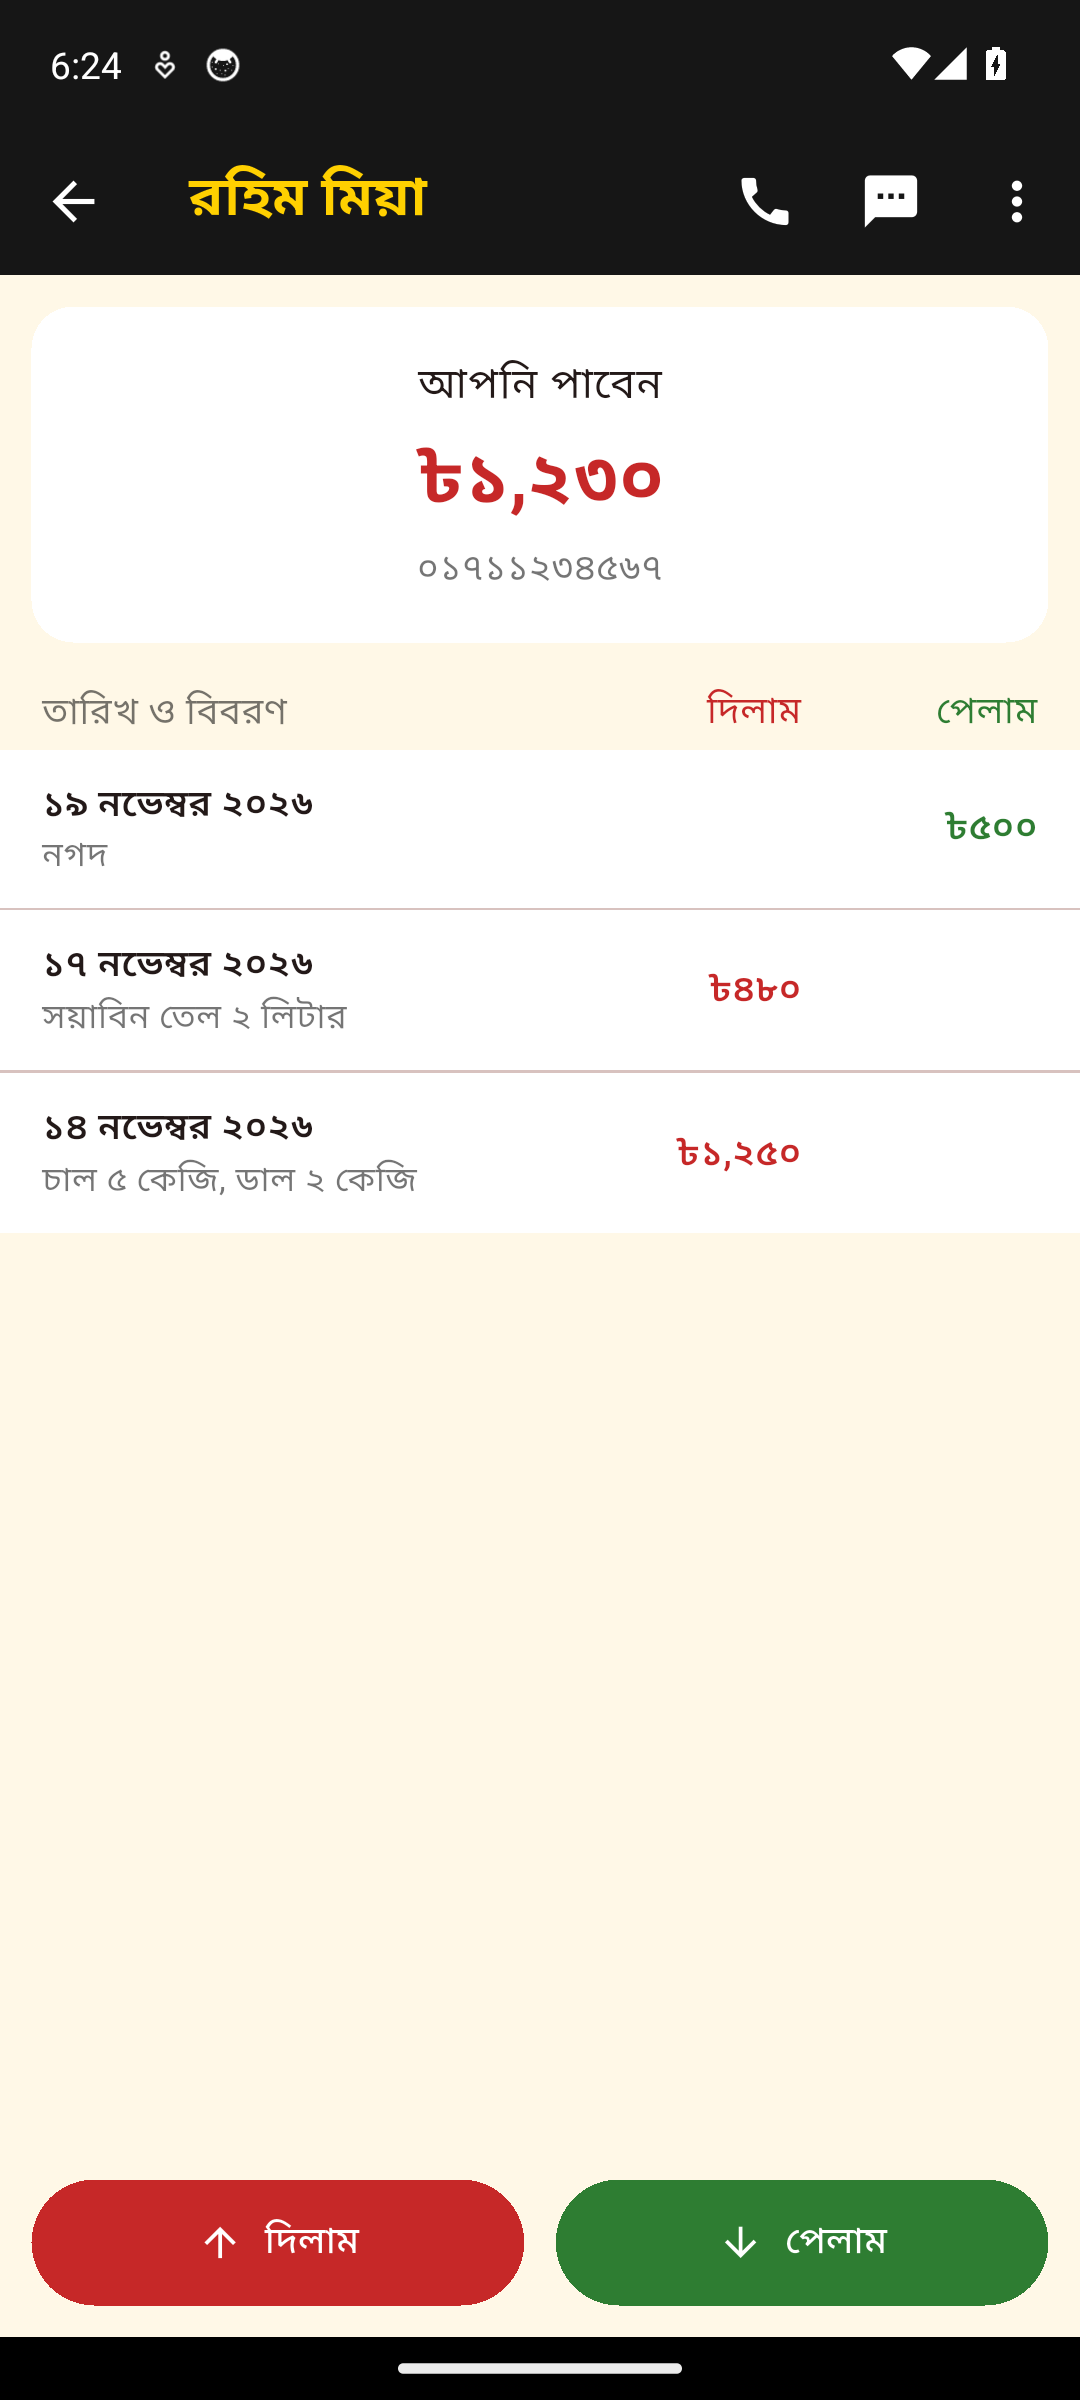 6:24
রহিম মিয়া
আপনি পাবেন
৳১,২৩০
০১৭১১২৩৪৫৬৭
তারিখ ও বিবরণ দিলাম পেলাম
১৯ নভেম্বর ২০২৬
৳৫০০
নগদ
১৭ নভেম্বর ২০২৬
৳৪৮০
সয়াবিন তেল ২ লিটার
১৪ নভেম্বর ২০২৬
৳১,২৫০
চাল ৫ কেজি, ডাল ২ কেজি
দিলাম পেলাম